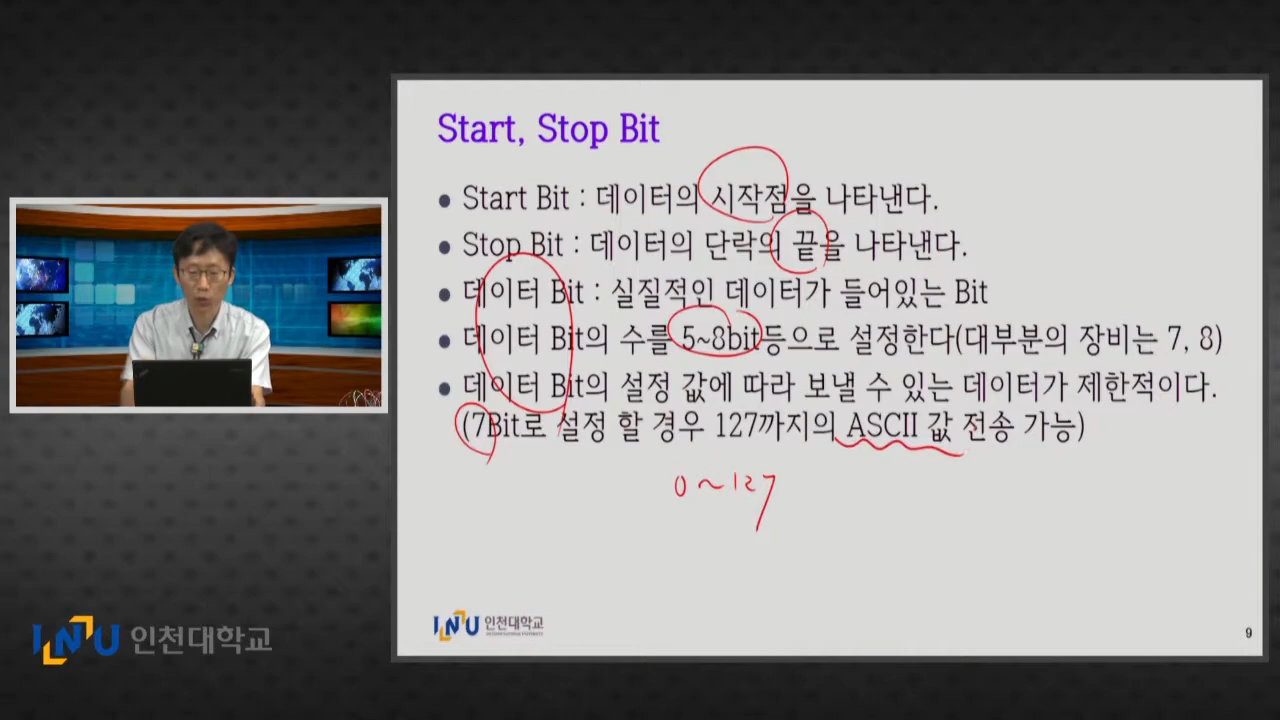 Start, Stop Bit
● Start Bit : 데이터의 시작점을 나타낸다.
● Stop Bit : 데이터의 단락의 끝을 나타낸다.
● 데이터 Bit : 실질적인 데이터가 들어있는 Bit
● 데이터 Bit의 수를 5~8bit등으로 설정한다(대부분의 장비는 7, 8)
● 데이터 Bit의 설정 값에 따라 보낼 수 있는 데이터가 제한적이다.
(7Bit로 설정 할 경우 127까지의 ASCII 값 전송 가능)
0~127
INU 인천대학교
9
INU 인천대학교